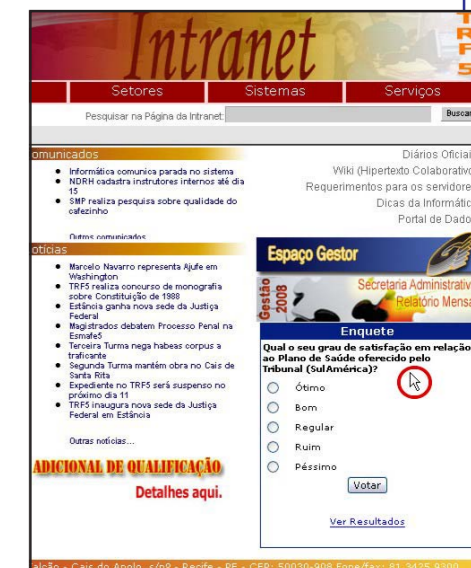 Intranet
T
R
F
5
Setores Sistemas Serviços
Pesquisar na Página da Intranet: Buscar
omunicados
Informática comunica parada no sistema
NDRH cadastra instrutores internos até dia
15
SMP realiza pesquisa sobre qualidade do
cafezinho
Outros comunicados
otícias
Marcelo Navarro representa Ajufe em
Washington
TRF5 realiza concurso de monografia
sobre Constituição de 1988
Estância ganha nova sede da Justiça
Federal
Magistrados debatem Processo Penal na
Esmafe5
Terceira Turma nega habeas corpus a
traficante
Segunda Turma mantém obra no Cais de
Santa Rita
Expediente no TRF5 será suspenso no
próximo dia 11
TRF5 inaugura nova sede da Justiça
Federal em Estância
Outras notícias...
ADICIONAL DE QUALIFICAÇÃO
Detalhes aqui.
Diários Oficiai
Wiki (Hipertexto Colaborativo
Requerimentos para os servidore
Dicas da Informátic
Portal de Dado
Espaço Gestor
Gestão
2008
Secretaria Administrativ
Relatório Mensa
Enquete
Qual o seu grau de satisfação em relação
ao Plano de Saúde oferecido pelo
Tribunal (SulAmérica)?
Ótimo
Bom
Regular
Ruim
Péssimo
Votar
Ver Resultados
alcão - Cais do Apolo, s/nº - Recife - PE - CEP: 50030-908 Fone/fax: 81 3425.9200